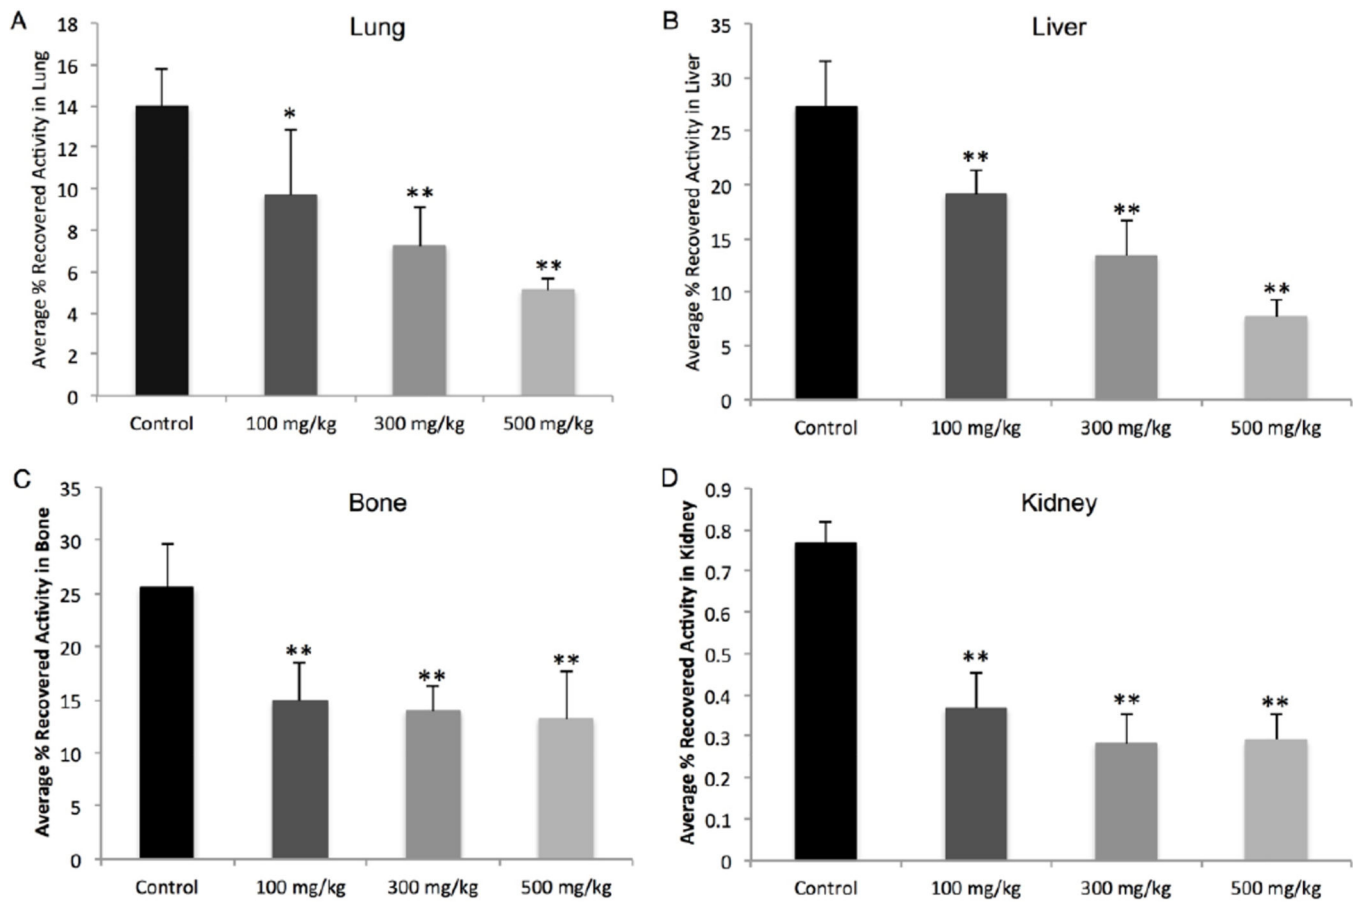 A
Lung
Average % Recovered Activity in Lung
18
16
14
12
10
8
6
4
2
0
*
**
**
Control
100 mg/kg
300 mg/kg
500 mg/kg
B
Liver
Average % Recovered Activity in Liver
35
30
25
20
15
10
5
0
**
**
**
Control
100 mg/kg
300 mg/kg
500 mg/kg
C
Bone
Average % Recovered Activity in Bone
35
30
25
20
15
10
5
0
**
**
**
Control
100 mg/kg
300 mg/kg
500 mg/kg
D
Kidney
Average % Recovered Activity in Kidney
0.9
0.8
0.7
0.6
0.5
0.4
0.3
0.2
0.1
0
**
**
**
Control
100 mg/kg
300 mg/kg
500 mg/kg